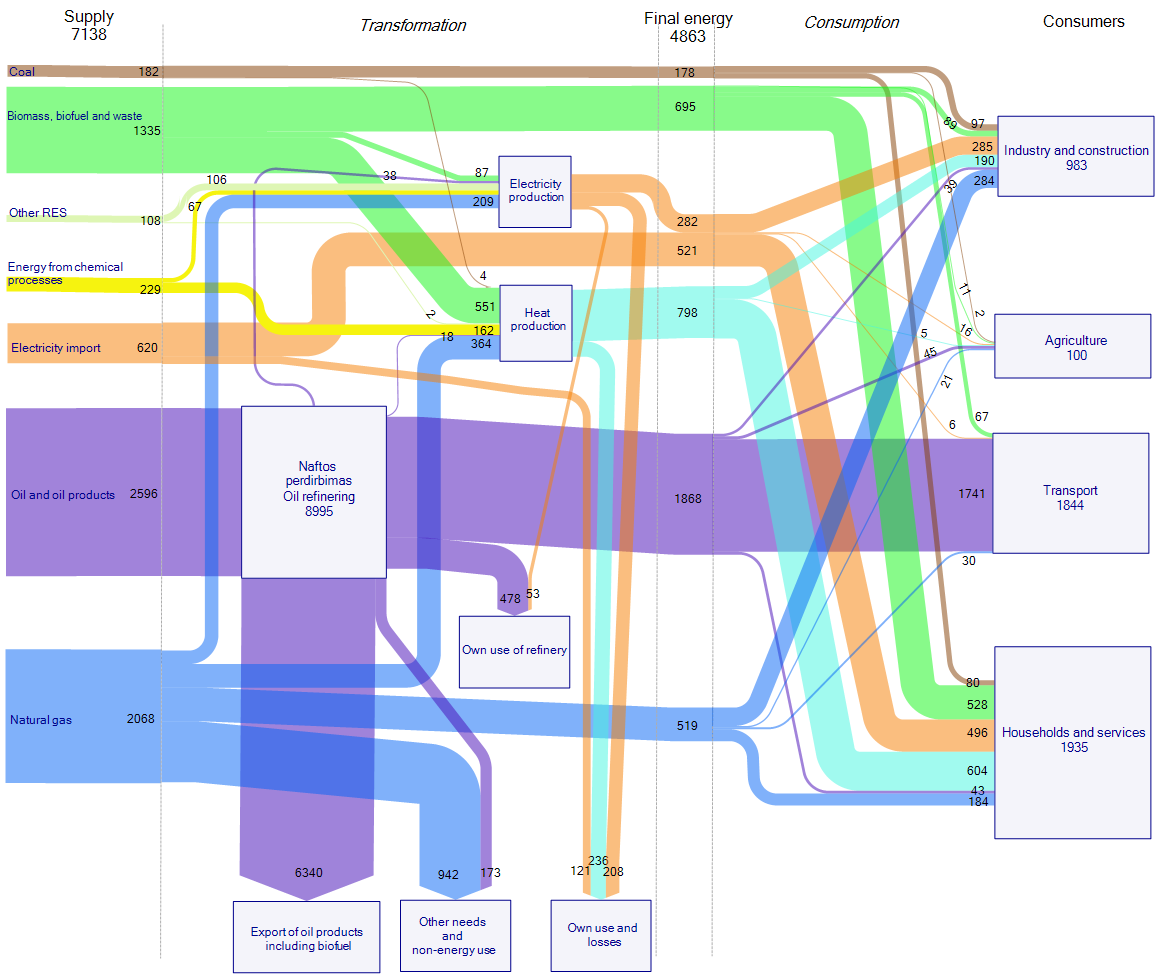 Supply
7138
Transformation
Final energy
4863
Consumption
Consumers
Coal
182
178
Biomass, biofuel and waste
1335
695
89
97
285
190
39
284
Industry and construction
983
106
38
87
67
209
Electricity
production
Other RES
108
282
521
Energy from chemical
processes
229
4
551
2
162
18
364
Heat
production
798
11
2
16
5
45
21
Agriculture
100
Electricity import
620
67
6
Oil and oil products
2596
Naftos
perdirbimas
Oil refinering
8995
1868
1741
Transport
1844
30
478
53
Own use of refinery
Natural gas
2068
519
80
528
496
604
43
184
Households and services
1935
6340
942
173
121
236
208
Export of oil products
including biofuel
Other needs
and
non-energy use
Own use and
losses